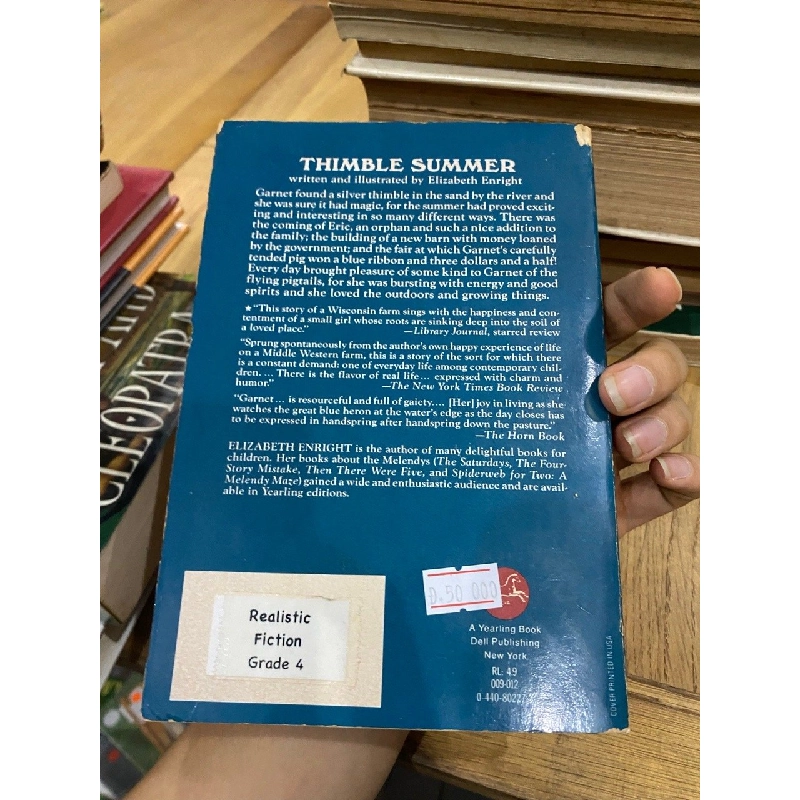 THIMBLE SUMMER
written and illustrated by Elizabeth Enright
Garnet found a silver thimble in the sand by the river and
she was sure it had magic, for the summer had proved excit-
ing and interesting in so many different ways. There was
the coming of Eric, an orphan and such a nice addition to
the family; the building of a new barn with money loaned
by the government; and the fair at which Garnet's carefully
tended pig won a blue ribbon and three dollars and a half!
Every day brought pleasure of some kind to Garnet of the
flying pigtails, for she was bursting with energy and good
spirits and she loved the outdoors and growing things.
★ "This story of a Wisconsin farm sings with the happiness and con-
tentment of a small girl whose roots are sinking deep into the soil of
a loved place." —Library Journal, starred review
"Sprung spontaneously from the author's own happy experience of life
on a Middle Western farm, this is a story of the sort for which there
is a constant demand: one of everyday life among contemporary chil-
dren.... There is the flavor of real life... expressed with charm and
humor." —The New York Times Book Review
"Garnet... is resourceful and full of gaiety.... [Her] joy in living as she
watches the great blue heron at the water's edge as the day closes has
to be expressed in handspring after handspring down the pasture."
—The Horn Book
ELIZABETH ENRIGHT is the author of many delightful books for
children. Her books about the Melendys (The Saturdays, The Four-
Story Mistake, Then There Were Five, and Spiderweb for Two: A
Melendy Maze) gained a wide and enthusiastic audience and are avail-
able in Yearling editions.
Realistic
Fiction
Grade 4
Đ.50 000
A Yearling Book
Dell Publishing
New York
RL: 4.9
009-012
0-440-80227
COVER PRINTED IN USA
CLEOPATRA